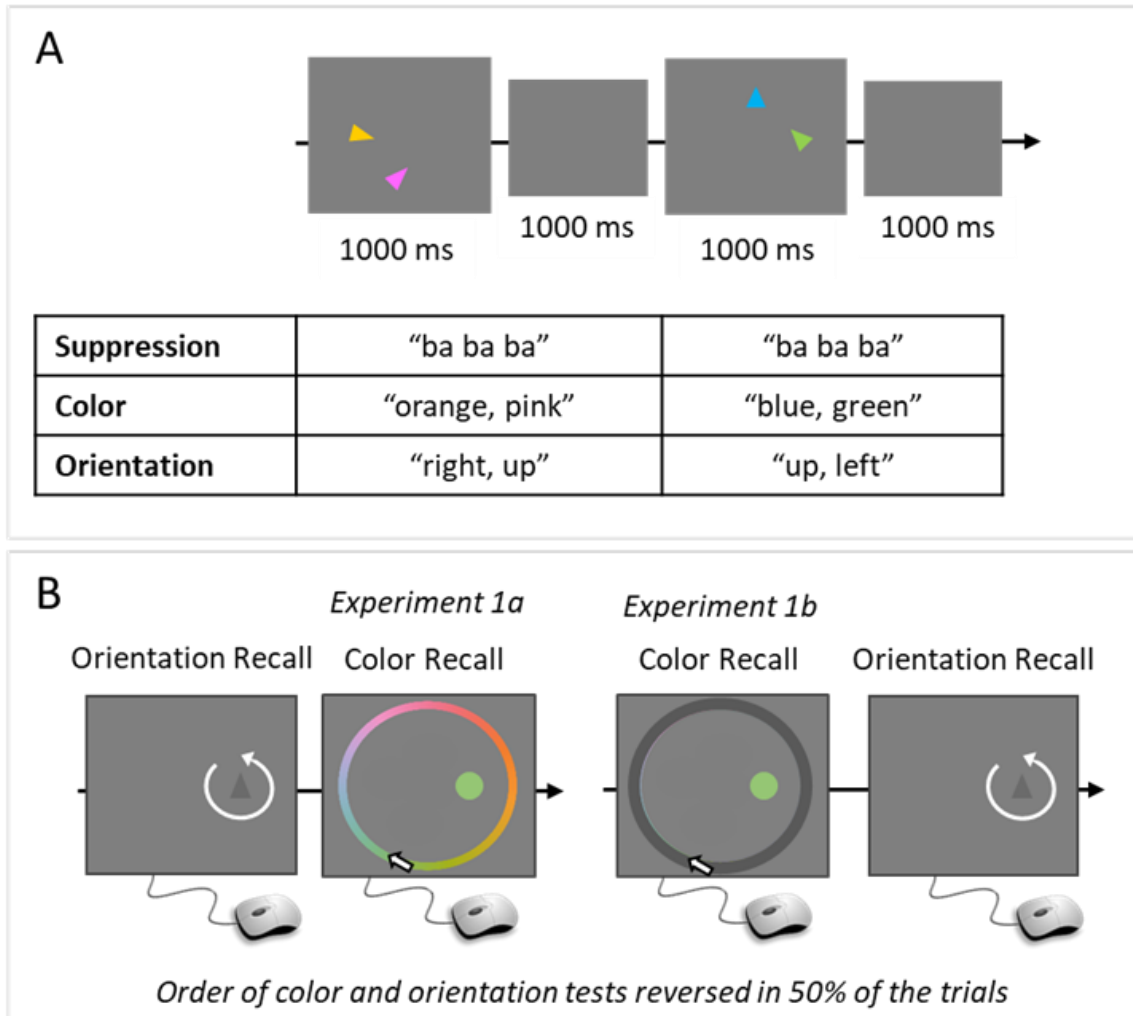 A
1000 ms
1000 ms
1000 ms
1000 ms
Suppression “ba ba ba” “ba ba ba”
Color “orange, pink” “blue, green”
Orientation “right, up” “up, left”
B
Experiment 1a Experiment 1b
Orientation Recall Color Recall Color Recall Orientation Recall
Order of color and orientation tests reversed in 50% of the trials